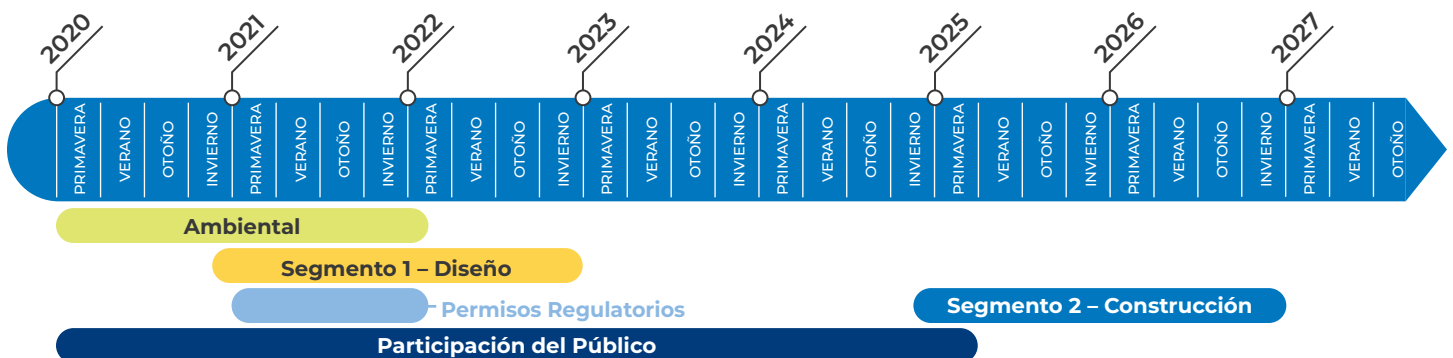 2020 2021 2022 2023 2024 2025 2026 2027
PRIMAVERA VERANO OTOÑO INVIERNO PRIMAVERA VERANO OTOÑO INVIERNO PRIMAVERA VERANO OTOÑO INVIERNO PRIMAVERA VERANO OTOÑO INVIERNO PRIMAVERA VERANO OTOÑO INVIERNO PRIMAVERA VERANO OTOÑO INVIERNO PRIMAVERA VERANO OTOÑO INVIERNO PRIMAVERA VERANO OTOÑO
Ambiental
Segmento 1 – Diseño
Permisos Regulatorios
Segmento 2 – Construcción
Participación del Público